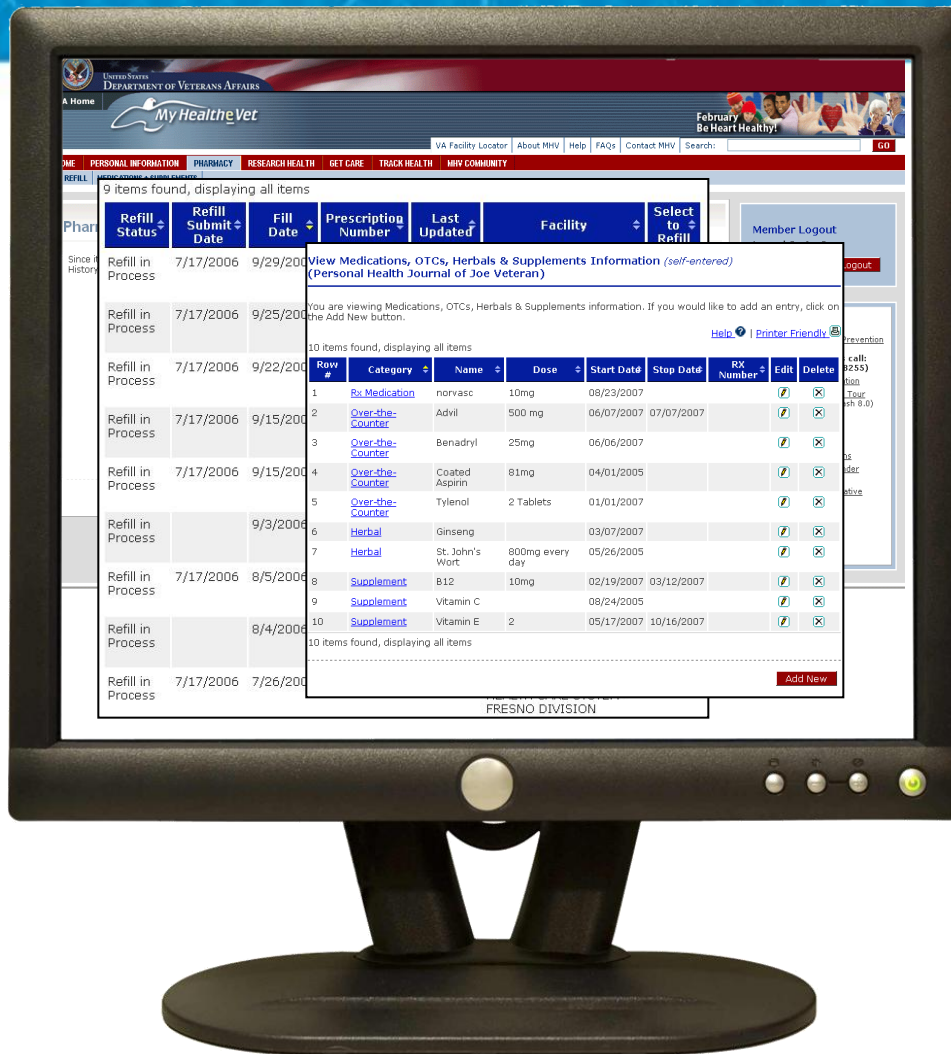 UNITED STATES
DEPARTMENT OF VETERANS AFFAIRS
A Home
My HealtheVet
February
Be Heart Healthy!
VA Facility Locator | About MHV | Help | FAQs | Contact MHV | Search: GO
PERSONAL INFORMATION PHARMACY RESEARCH HEALTH GET CARE TRACK HEALTH MHV COMMUNITY
REFILL
9 items found, displaying all items
Refill Status Refill Submit Date Fill Date Prescription Number Last Updated Facility Select to Refill
Refill in Process 7/17/2006 9/29/200
Refill in Process 7/17/2006 9/25/200
Refill in Process 7/17/2006 9/22/200
Refill in Process 7/17/2006 9/15/200
Refill in Process 7/17/2006 9/15/200
Refill in Process 9/3/2006
Refill in Process 7/17/2006 8/5/2006
Refill in Process 8/4/2006
Refill in Process 7/17/2006 7/26/200
FRESNO DIVISION
Phar
Since it
History
Member Logout
Logout
Prevention
call:
8255)
Tour
sh 8.0)
View Medications, OTCs, Herbals & Supplements Information (self-entered)
(Personal Health Journal of Joe Veteran)
You are viewing Medications, OTCs, Herbals & Supplements information. If you would like to add an entry, click on
the Add New button.
Help | Printer Friendly
10 items found, displaying all items
Row # Category Name Dose Start Date Stop Date RX Number Edit Delete
1 Rx Medication norvasc 10mg 08/23/2007
2 Over-the-Counter Advil 500 mg 06/07/2007 07/07/2007
3 Over-the-Counter Benadryl 25mg 06/06/2007
4 Over-the-Counter Coated Aspirin 81mg 04/01/2005
5 Over-the-Counter Tylenol 2 Tablets 01/01/2007
6 Herbal Ginseng 03/07/2007
7 Herbal St. John's Wort 800mg every day 05/26/2005
8 Supplement B12 10mg 02/19/2007 03/12/2007
9 Supplement Vitamin C 08/24/2005
10 Supplement Vitamin E 2 05/17/2007 10/16/2007
10 items found, displaying all items
Add New